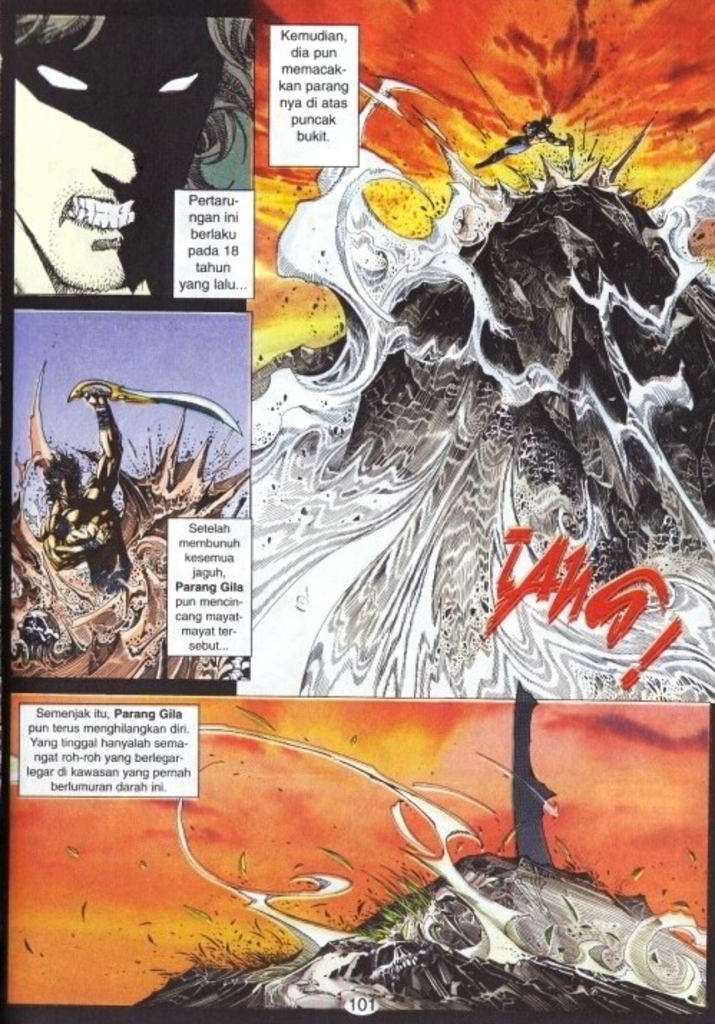 Pertaru-
ngan ini
berlaku
pada 18
tahun
yang lalu...
Setelah
membunuh
kesemua
jaguh,
Parang Gila
pun mencin-
cang mayat-
mayat ter-
sebut...
Kemudian,
dia pun
memacak-
kan parang
nya di atas
puncak
bukit.
TANG!
Semenjak itu, Parang Gila
pun terus menghilangkan diri.
Yang tinggal hanyalah sema-
ngat roh-roh yang berlegar-
legar di kawasan yang pernah
berlumuran darah ini.
101